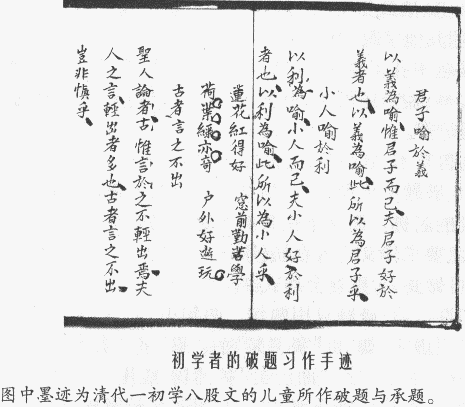 君子喻於義
以義為喻惟君子而已夫君子好於
義者也以義為喻此所以為君子乎
小人喻於利
以利為喻小人而已夫小人好於利
者也以利為喻此所以為小人乎
蓮花紅得好 窓前勤苦學
荷葉綠亦奇 戶外好遊玩
古者言之不出
聖人論者古惟言於之不輕出焉夫
人之言輕出者多也古者言之不出
豈非慎乎
初学者的破题习作手迹
图中墨迹为清代一初学八股文的儿童所作破题与承题。